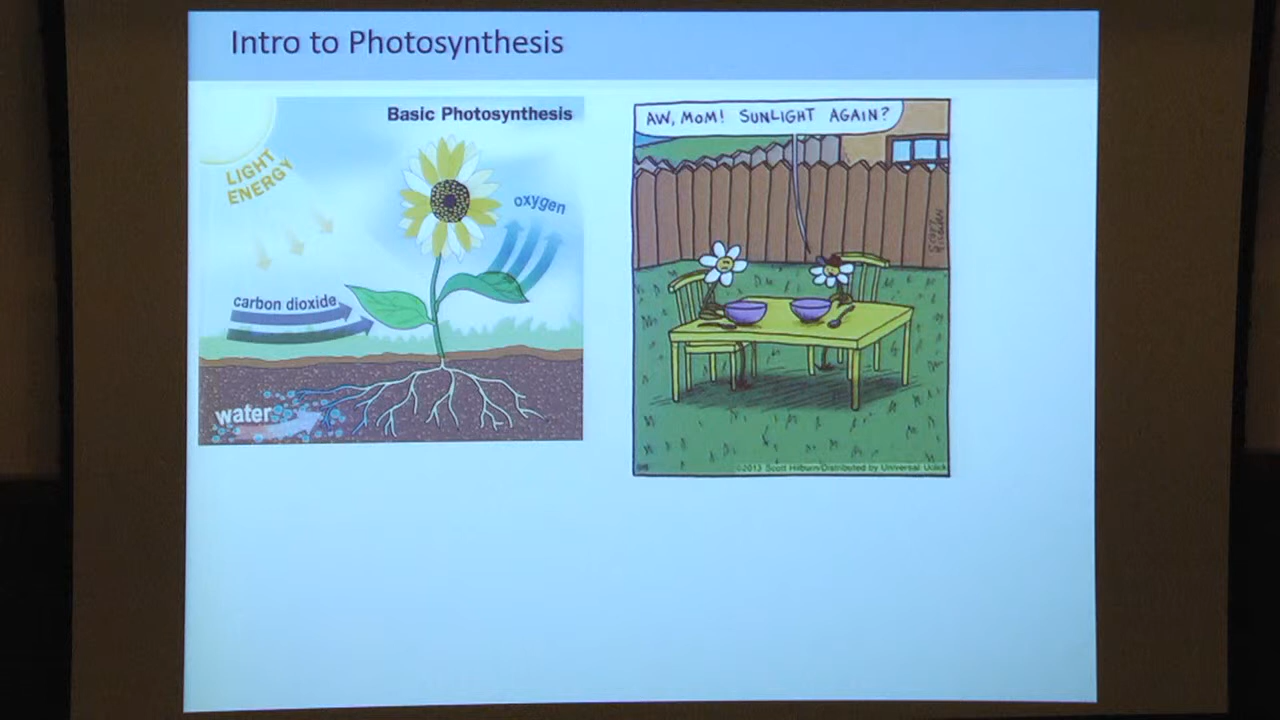 Intro to Photosynthesis
Basic Photosynthesis
LIGHT
ENERGY
oxygen
carbon dioxide
water
AW, MOM! SUNLIGHT AGAIN?
©2013 Scott Hilburn/Distributed by Universal Uclick